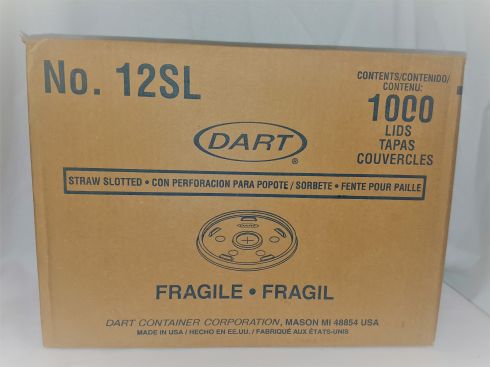 No. 12SL
CONTENTS/CONTENIDO/
CONTENU:
1000
LIDS
TAPAS
COUVERCLES
DART®
STRAW SLOTTED • CON PERFORACION PARA POPOTE / SORBETE • FENTE POUR PAILLE
DART
FRAGILE • FRAGIL
DART CONTAINER CORPORATION, MASON MI 48854 USA
MADE IN USA / HECHO EN EE.UU. / FABRIQUÉ AUX ÉTATS-UNIS